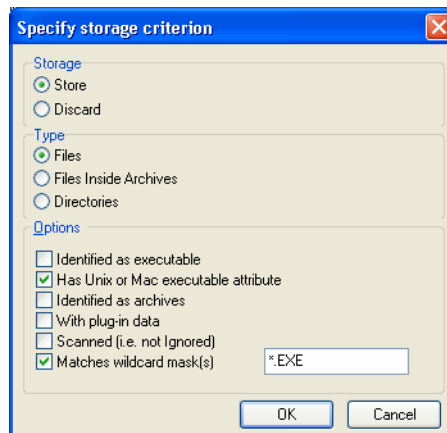 Specify storage criterion
Storage
Store
Discard
Type
Files
Files Inside Archives
Directories
Options
Identified as executable
Has Unix or Mac executable attribute
Identified as archives
With plug-in data
Scanned (i.e. not Ignored)
Matches wildcard mask(s) *.EXE
OK Cancel